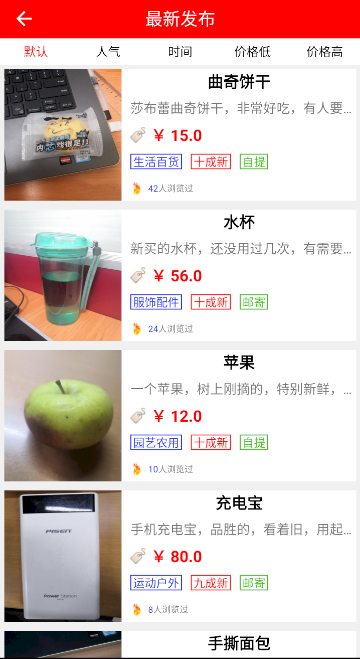 最新发布
默认 人气 时间 价格低 价格高
曲奇饼干
莎布蕾曲奇饼干，非常好吃，有人要...
¥ 15.0
生活百货 十成新 自提
42人浏览过
水杯
新买的水杯，还没用过几次，有需要...
¥ 56.0
服饰配件 十成新 邮寄
24人浏览过
苹果
一个苹果，树上刚摘的，特别新鲜，...
¥ 12.0
园艺农用 十成新 自提
10人浏览过
PISEN
Power Station
充电宝
手机充电宝，品胜的，看着旧，用起...
¥ 80.0
运动户外 九成新 邮寄
8人浏览过
手撕面包